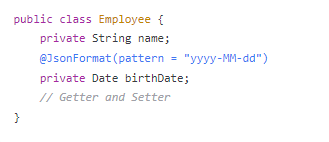 public class Employee {
    private String name;
    @JsonFormat(pattern = "yyyy-MM-dd")
    private Date birthDate;
    // Getter and Setter
}